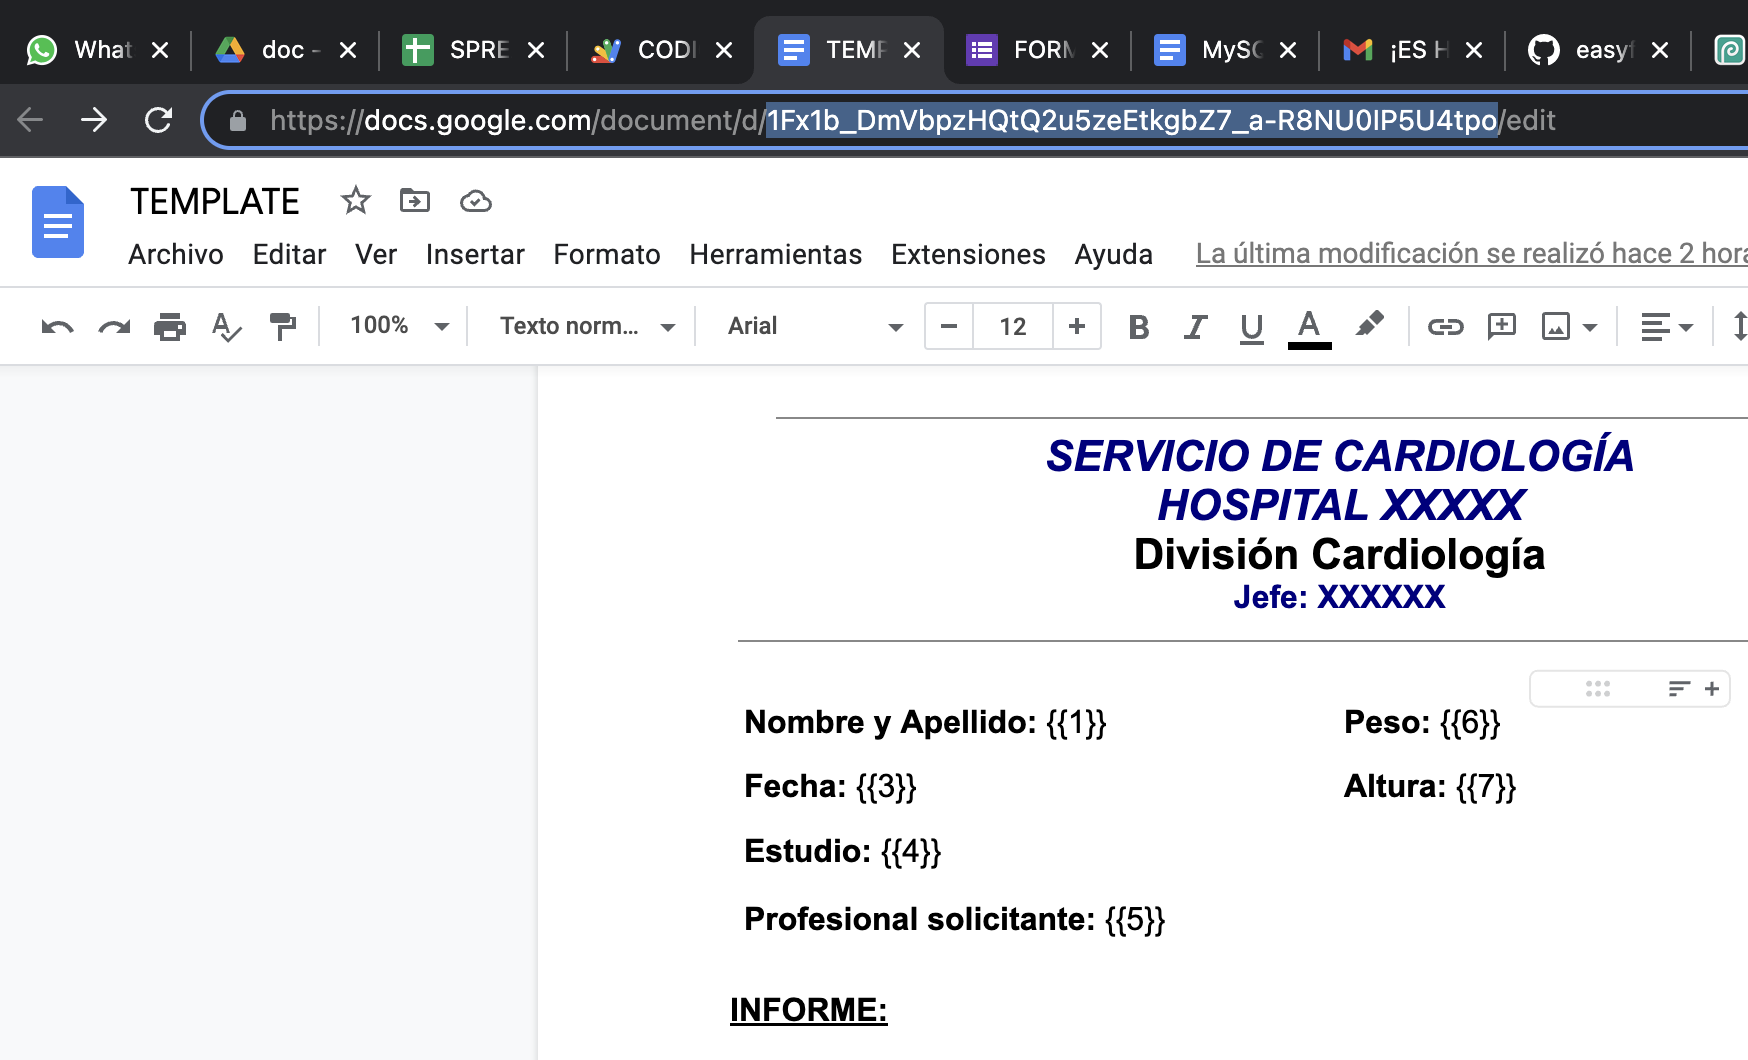 What
doc -
SPRE
CODI
TEMP
FORM
MySQ
¡ES H
easyf
https://docs.google.com/document/d/1Fx1b_DmVbpzHQtQ2u5zeEtkgbZ7_a-R8NU0IP5U4tpo/edit
TEMPLATE
Archivo Editar Ver Insertar Formato Herramientas Extensiones Ayuda La última modificación se realizó hace 2 hora
100% Texto norm... Arial - 12 + B I U A
SERVICIO DE CARDIOLOGÍA
HOSPITAL XXXXX
División Cardiología
Jefe: XXXXXX
Nombre y Apellido: {{1}} Peso: {{6}}
Fecha: {{3}} Altura: {{7}}
Estudio: {{4}}
Profesional solicitante: {{5}}
INFORME: